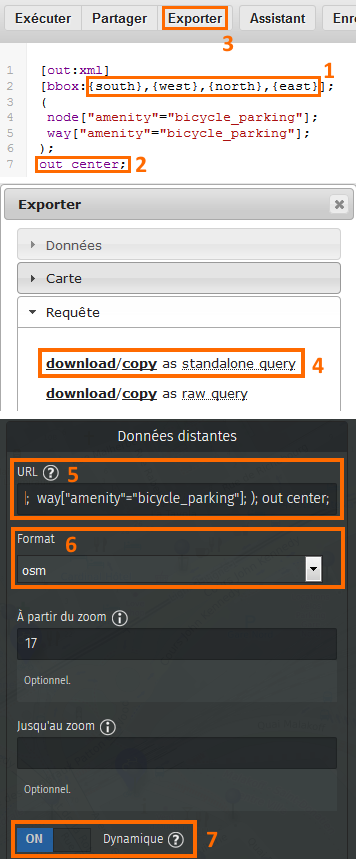 Exécuter Partager Exporter Assistant
3
1
1 [out:xml]
2 [bbox:{south},{west},{north},{east}];
3 (
4 node["amenity"="bicycle_parking"];
5 way["amenity"="bicycle_parking"];
6 );
7 out center; 2
Exporter
Données
Carte
Requête
download/copy as standalone query 4
download/copy as raw query
Données distantes
URL ? 5
; way["amenity"="bicycle_parking"]; ); out center;
Format 6
osm
À partir du zoom i
17
Optionnel.
Jusqu'au zoom i
Optionnel.
ON Dynamique ? 7